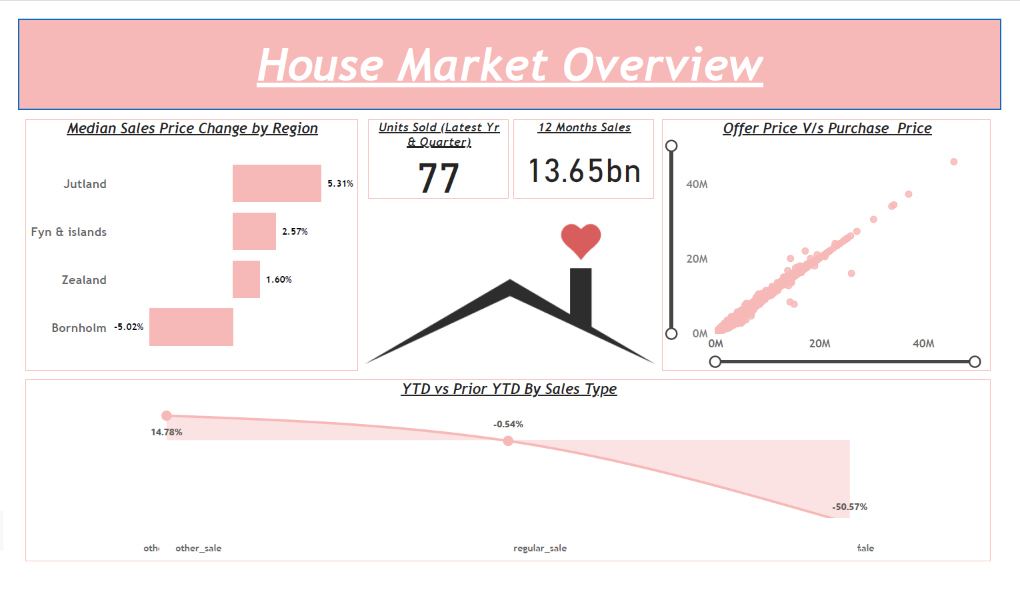 House Market Overview
Median Sales Price Change by Region
Jutland
5.31%
Fyn & islands
2.57%
Zealand
1.60%
Bornholm
-5.02%
Units Sold (Latest Yr
& Quarter)
77
12 Months Sales
13.65bn
Offer Price V/s Purchase Price
40M
20M
0M
0M
20M
40M
YTD vs Prior YTD By Sales Type
14.78%
-0.54%
-50.57%
other_sale
regular_sale